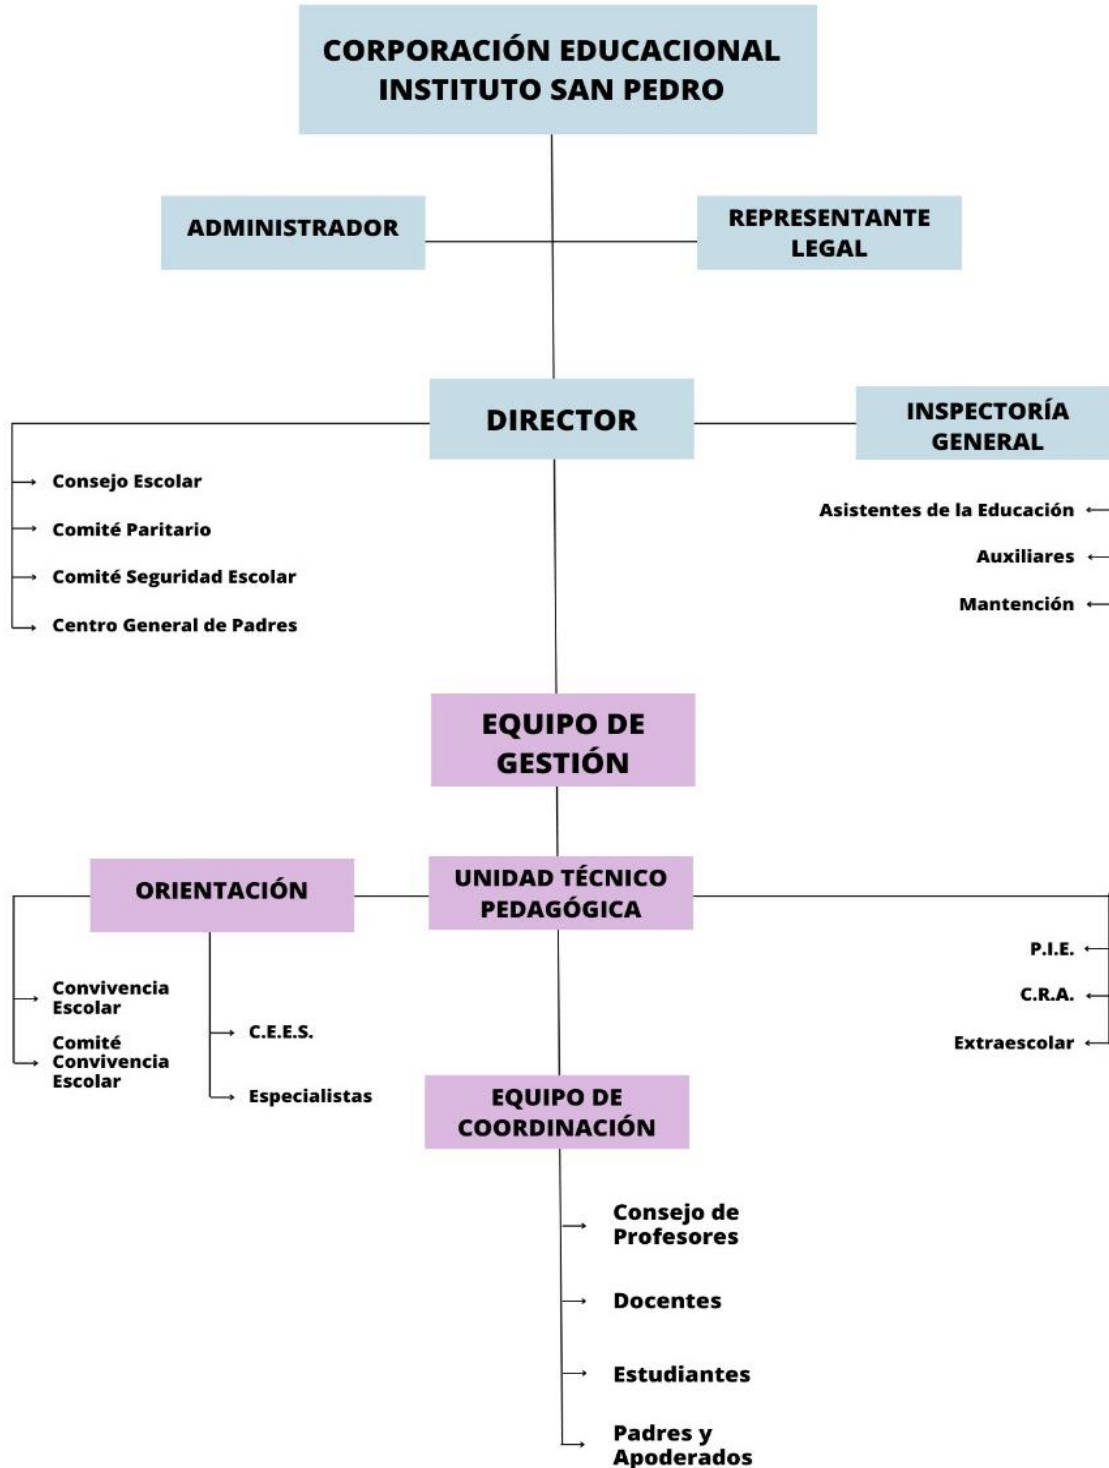 CORPORACIÓN EDUCACIONAL
INSTITUTO SAN PEDRO
ADMINISTRADOR
REPRESENTANTE
LEGAL
DIRECTOR
INSPECTORÍA
GENERAL
Consejo Escolar
Comité Paritario
Comité Seguridad Escolar
Centro General de Padres
Asistentes de la Educación
Auxiliares
Mantención
EQUIPO DE
GESTIÓN
ORIENTACIÓN
UNIDAD TÉCNICO
PEDAGÓGICA
Convivencia
Escolar
Comité
Convivencia
Escolar
C.E.E.S.
Especialistas
P.I.E.
C.R.A.
Extraescolar
EQUIPO DE
COORDINACIÓN
Consejo de
Profesores
Docentes
Estudiantes
Padres y
Apoderados